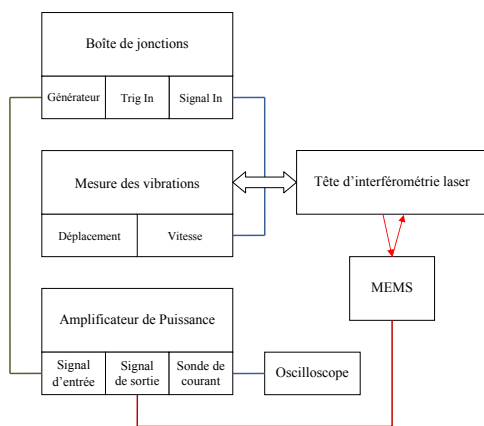 Boîte de jonctions
Générateur
Trig In
Signal In
Mesure des vibrations
Déplacement
Vitesse
Tête d'interférométrie laser
MEMS
Amplificateur de Puissance
Signal
d'entrée
Signal
de sortie
Sonde de
courant
Oscilloscope